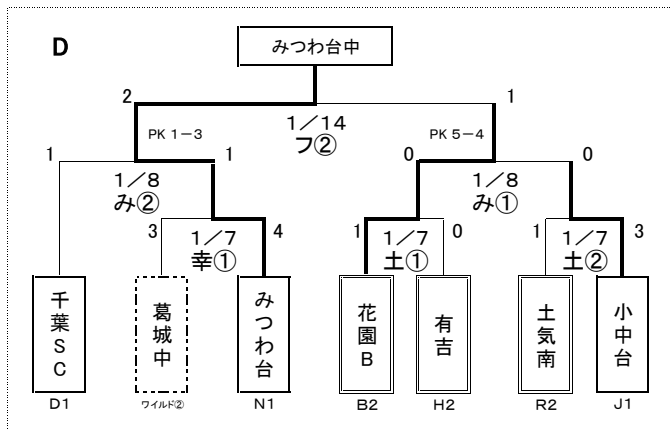 D
みつわ台中
2
1
1／14
フ②
PK 1－3
PK 5－4
1
1
0
0
1／8
み②
1／8
み①
3
4
1
0
1
3
1／7
幸①
1／7
土①
1／7
土②
千葉SC
葛城中
みつわ台
花園B
有吉
土気南
小中台
D1
ワイルド②
N1
B2
H2
R2
J1